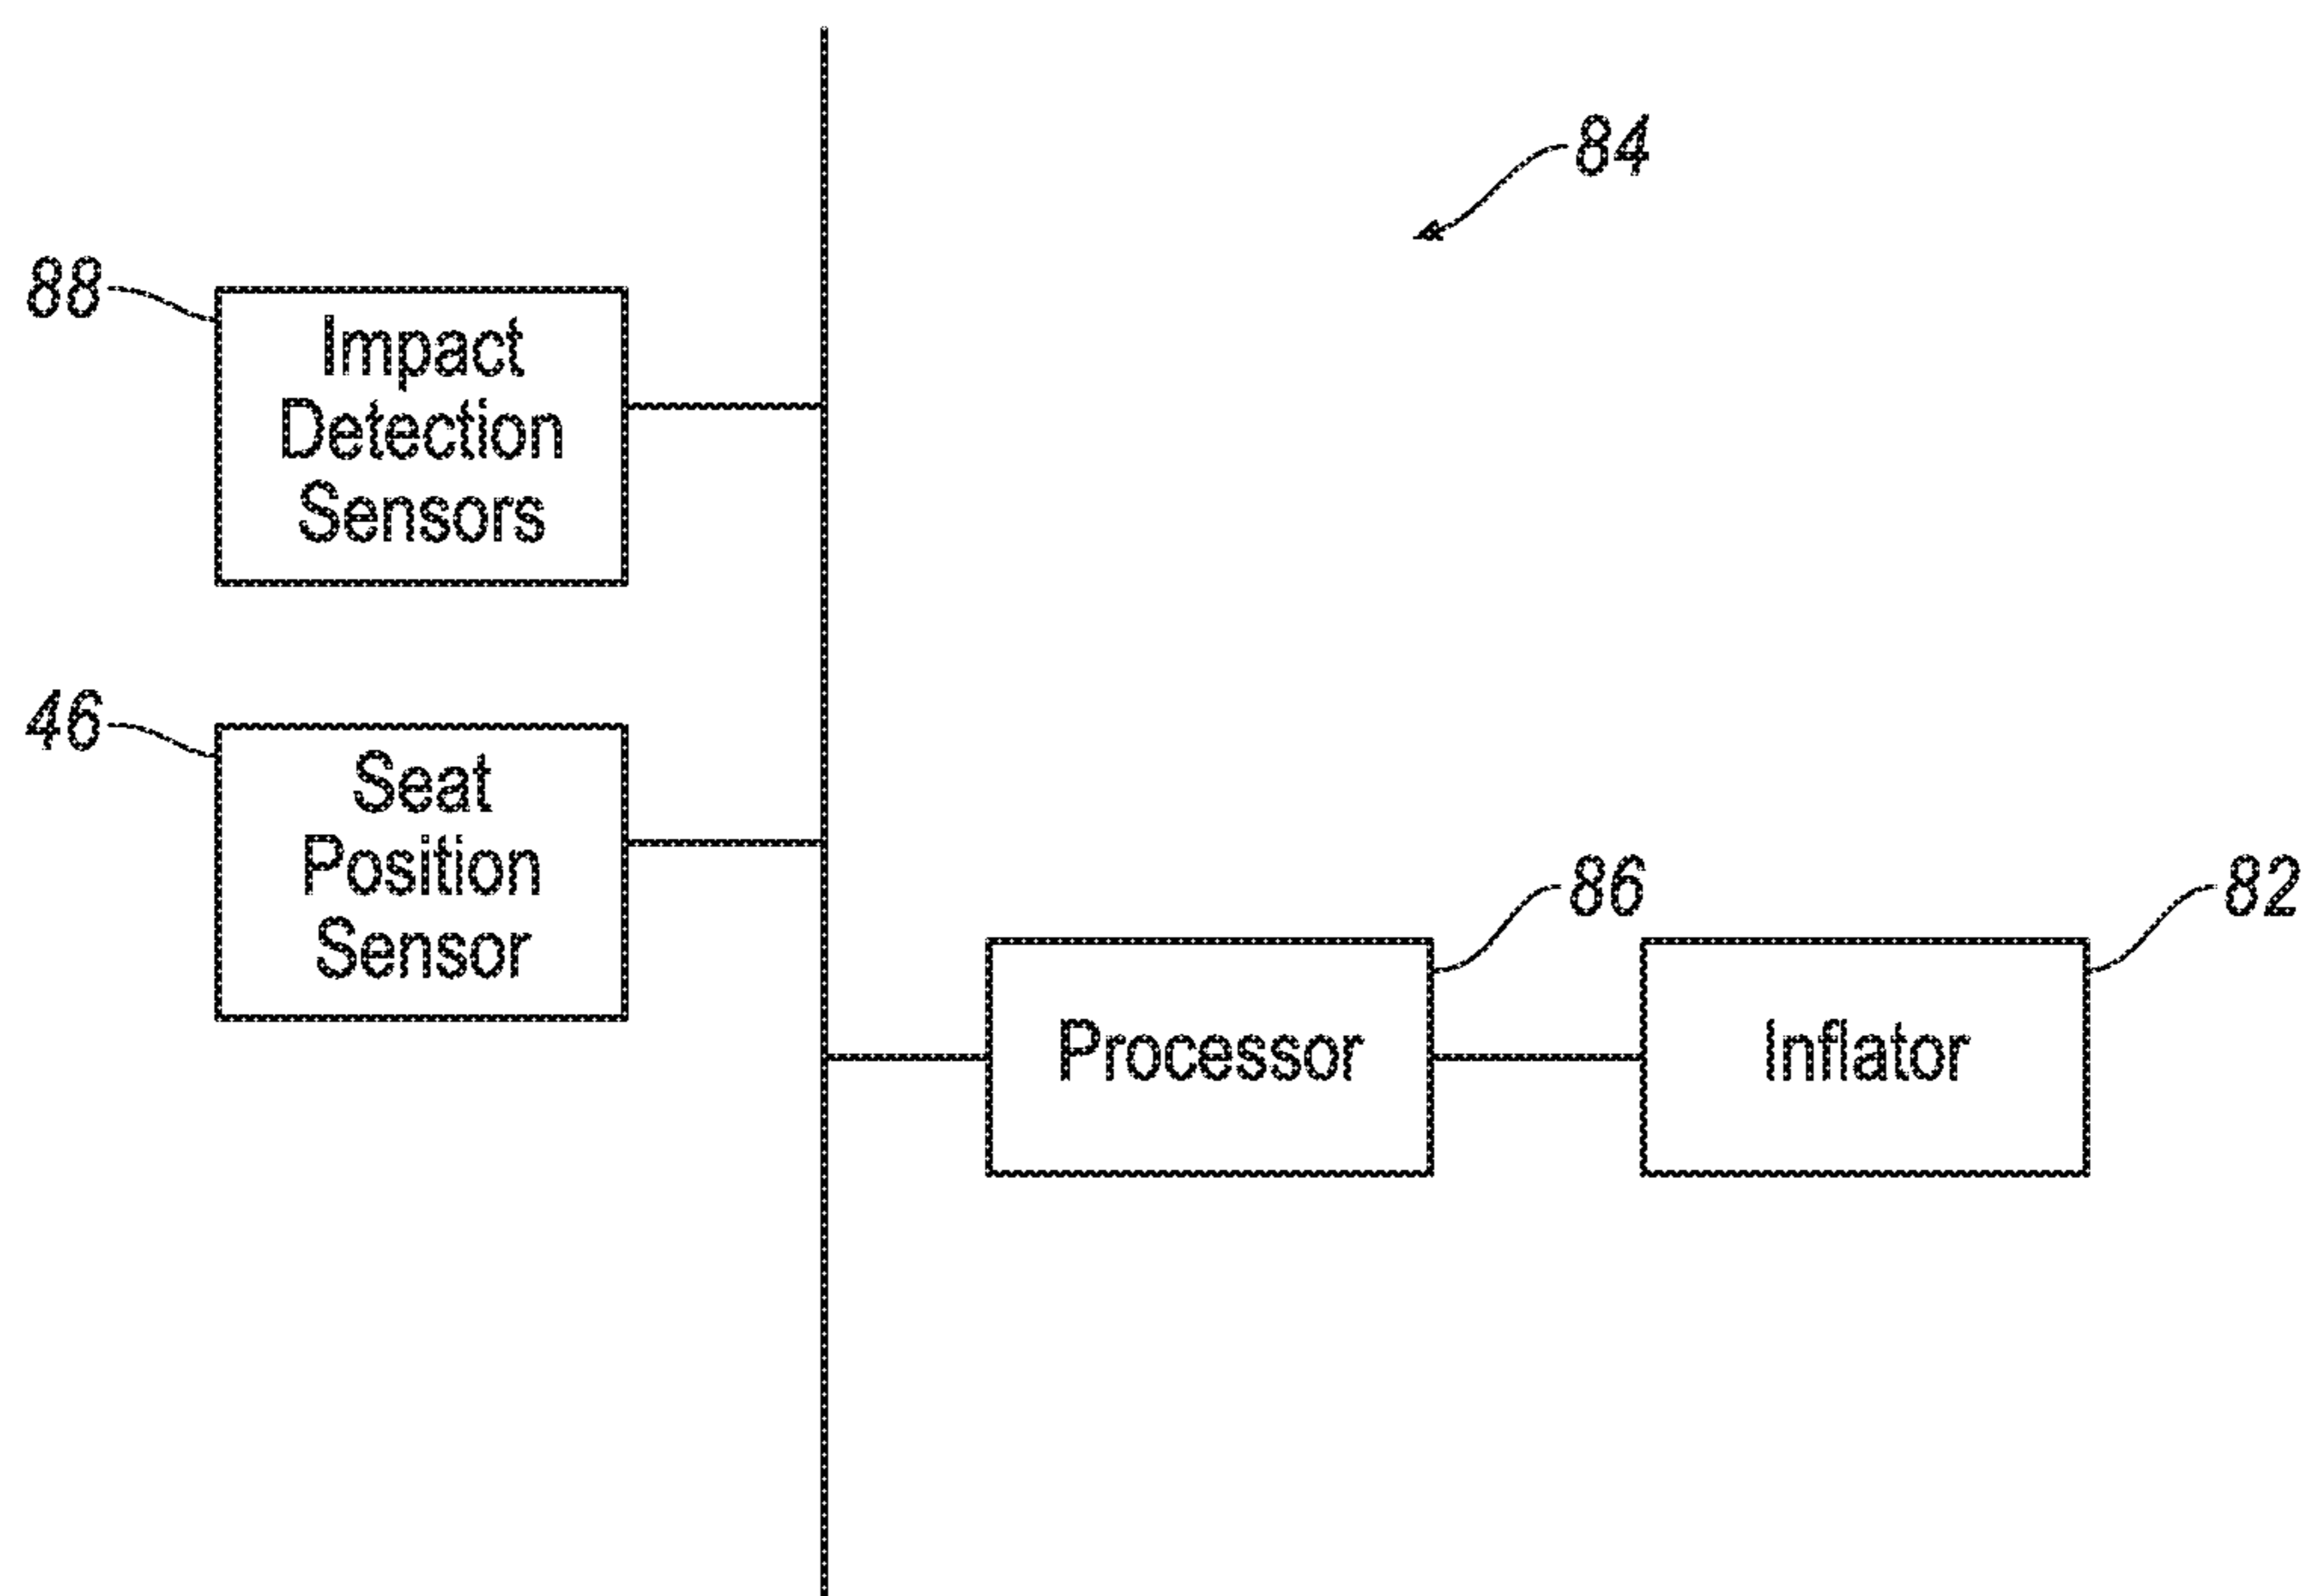 84
88
Impact
Detection
Sensors
46
Seat
Position
Sensor
86
82
Processor
Inflator